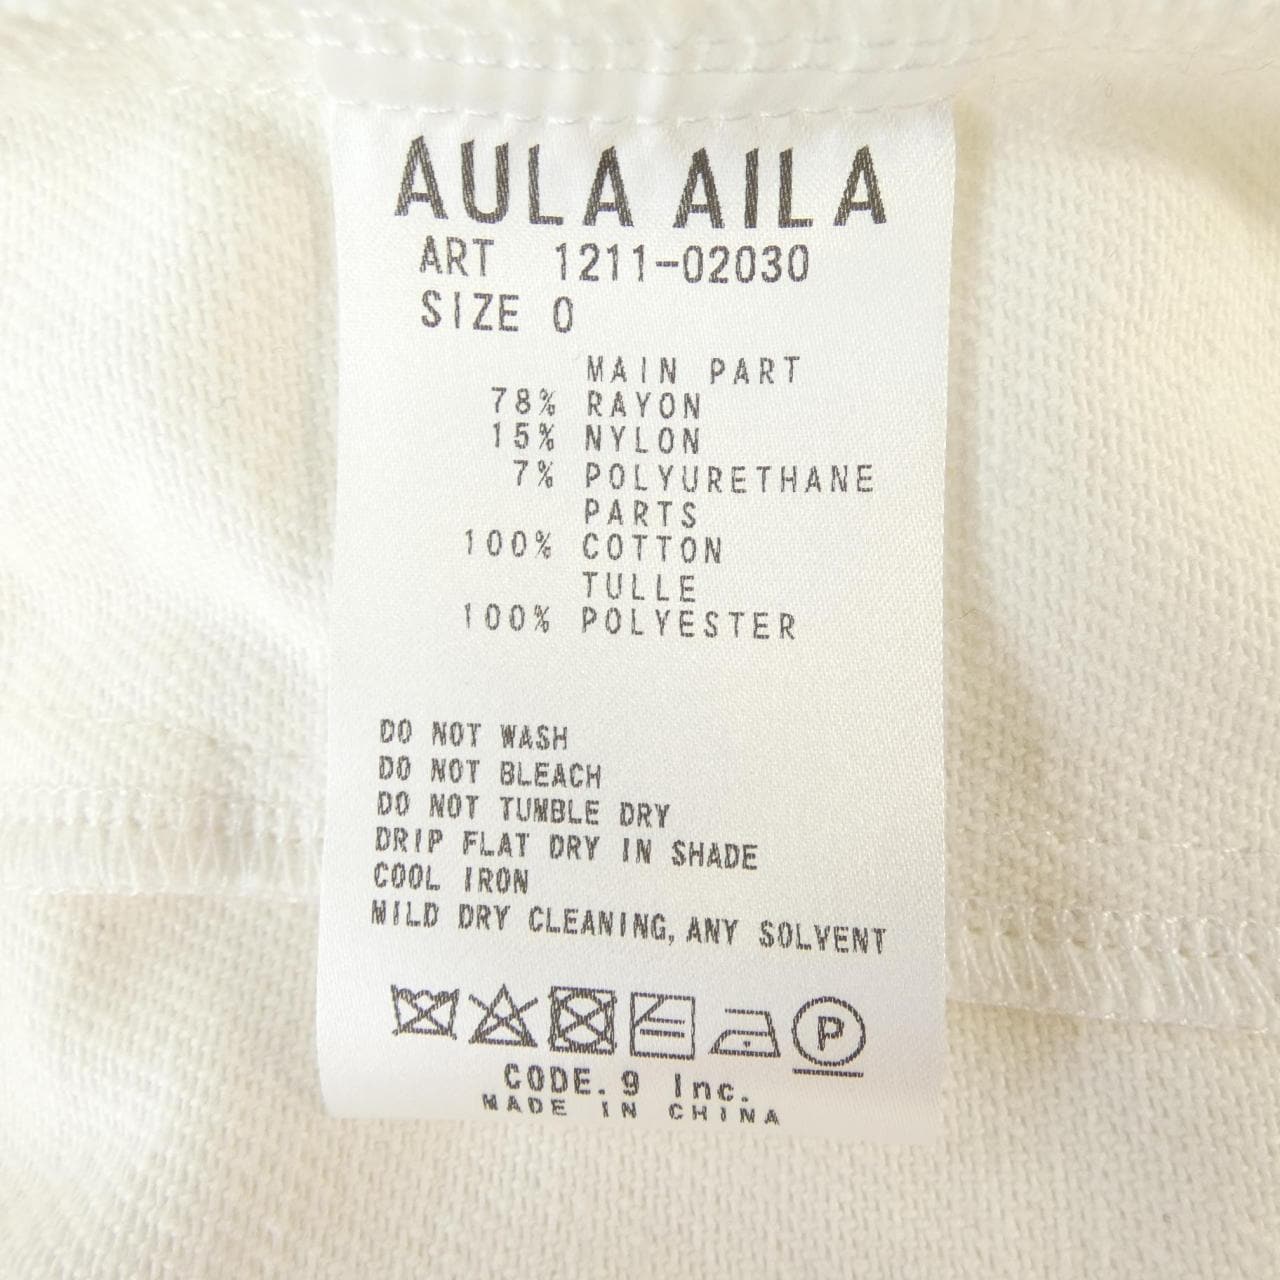 AULA AILA
ART 1211-02030
SIZE 0
MAIN PART
78% RAYON
15% NYLON
7% POLYURETHANE
PARTS
100% COTTON
TULLE
100% POLYESTER
DO NOT WASH
DO NOT BLEACH
DO NOT TUMBLE DRY
DRIP FLAT DRY IN SHADE
COOL IRON
MILD DRY CLEANING, ANY SOLVENT
P
CODE.9 Inc.
MADE IN CHINA